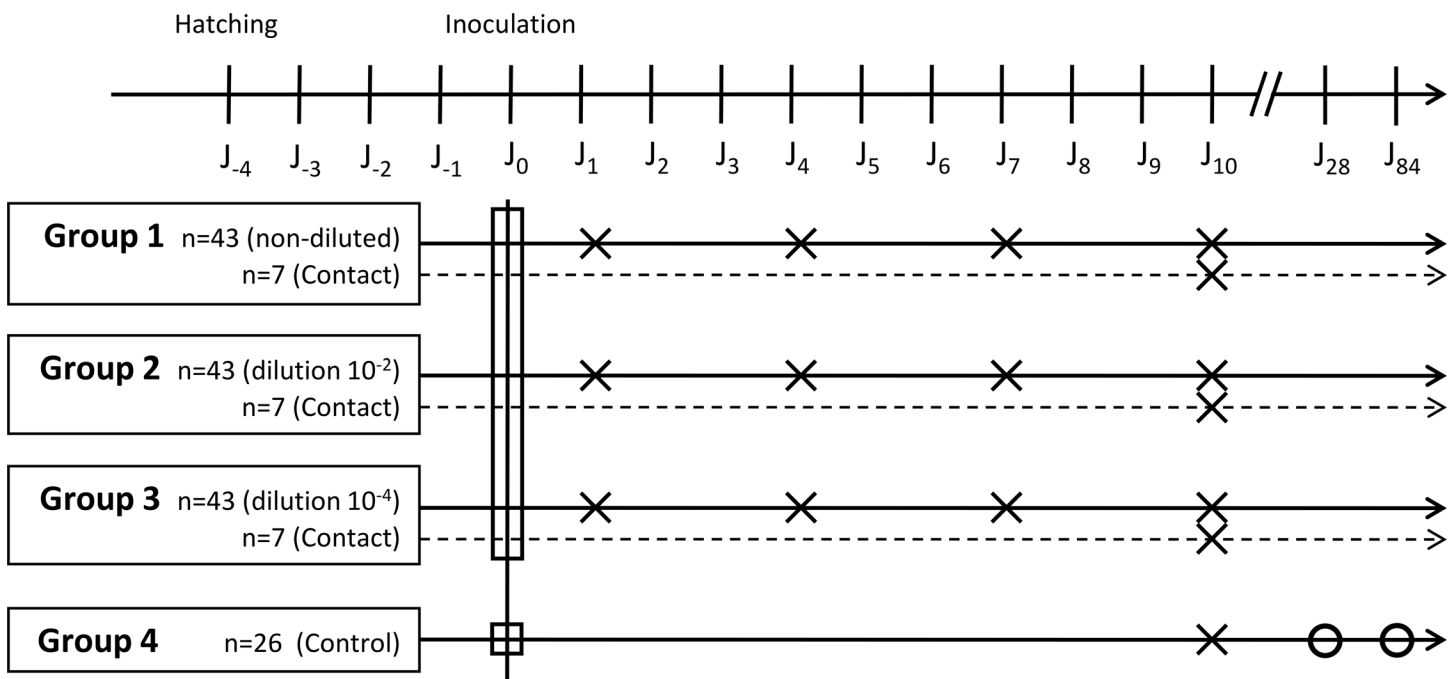 Hatching Inoculation
J-4 J-3 J-2 J-1 J0 J1 J2 J3 J4 J5 J6 J7 J8 J9 J10 J28 J84
Group 1 n=43 (non-diluted)
n=7 (Contact)
Group 2 n=43 (dilution 10-2)
n=7 (Contact)
Group 3 n=43 (dilution 10-4)
n=7 (Contact)
Group 4 n=26 (Control)